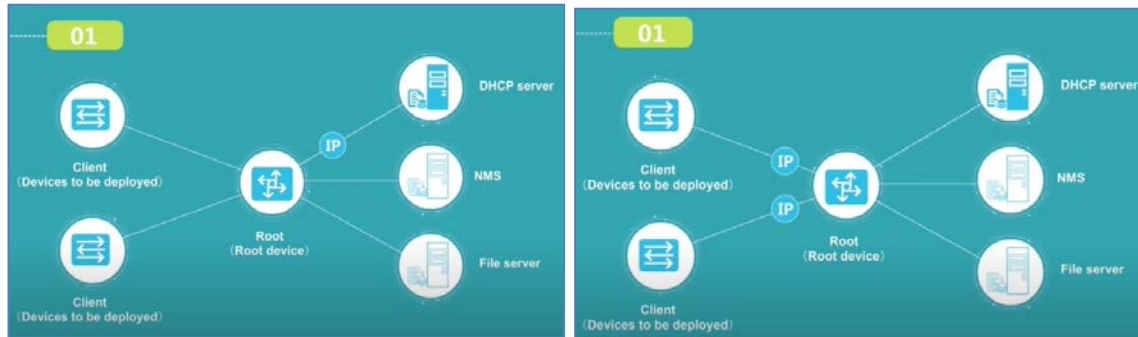 01
DHCP server
IP
Client
(Devices to be deployed)
NMS
Root
(Root device)
File server
Client
(Devices to be deployed)
01
DHCP server
Client
(Devices to be deployed)
IP
NMS
IP
Root
(Root device)
File server
Client
(Devices to be deployed)